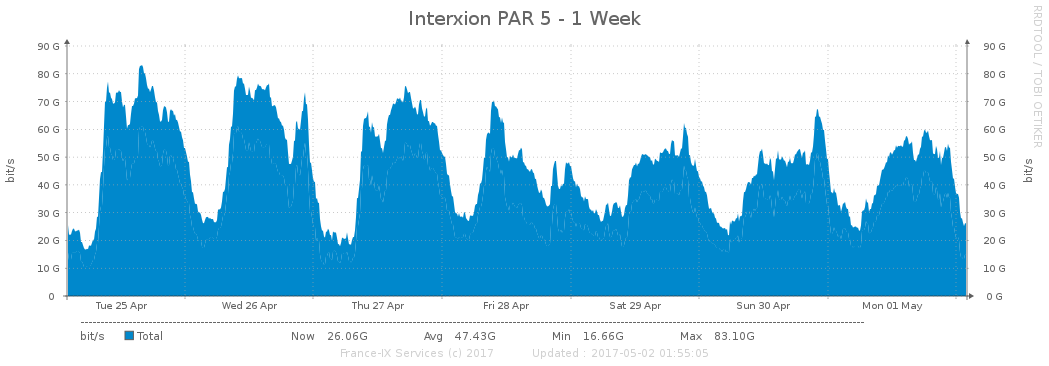 Interxion PAR 5 - 1 Week
RRDTOOL / TOBI OETIKER
bit/s
90 G
80 G
70 G
60 G
50 G
40 G
30 G
20 G
10 G
0
90 G
80 G
70 G
60 G
50 G
40 G
30 G
20 G
10 G
0 G
bit/s
Tue 25 Apr Wed 26 Apr Thu 27 Apr Fri 28 Apr Sat 29 Apr Sun 30 Apr Mon 01 May
bit/s Total Now 26.06G Avg 47.43G Min 16.66G Max 83.10G
France-IX Services (c) 2017 Updated : 2017-05-02 01:55:05